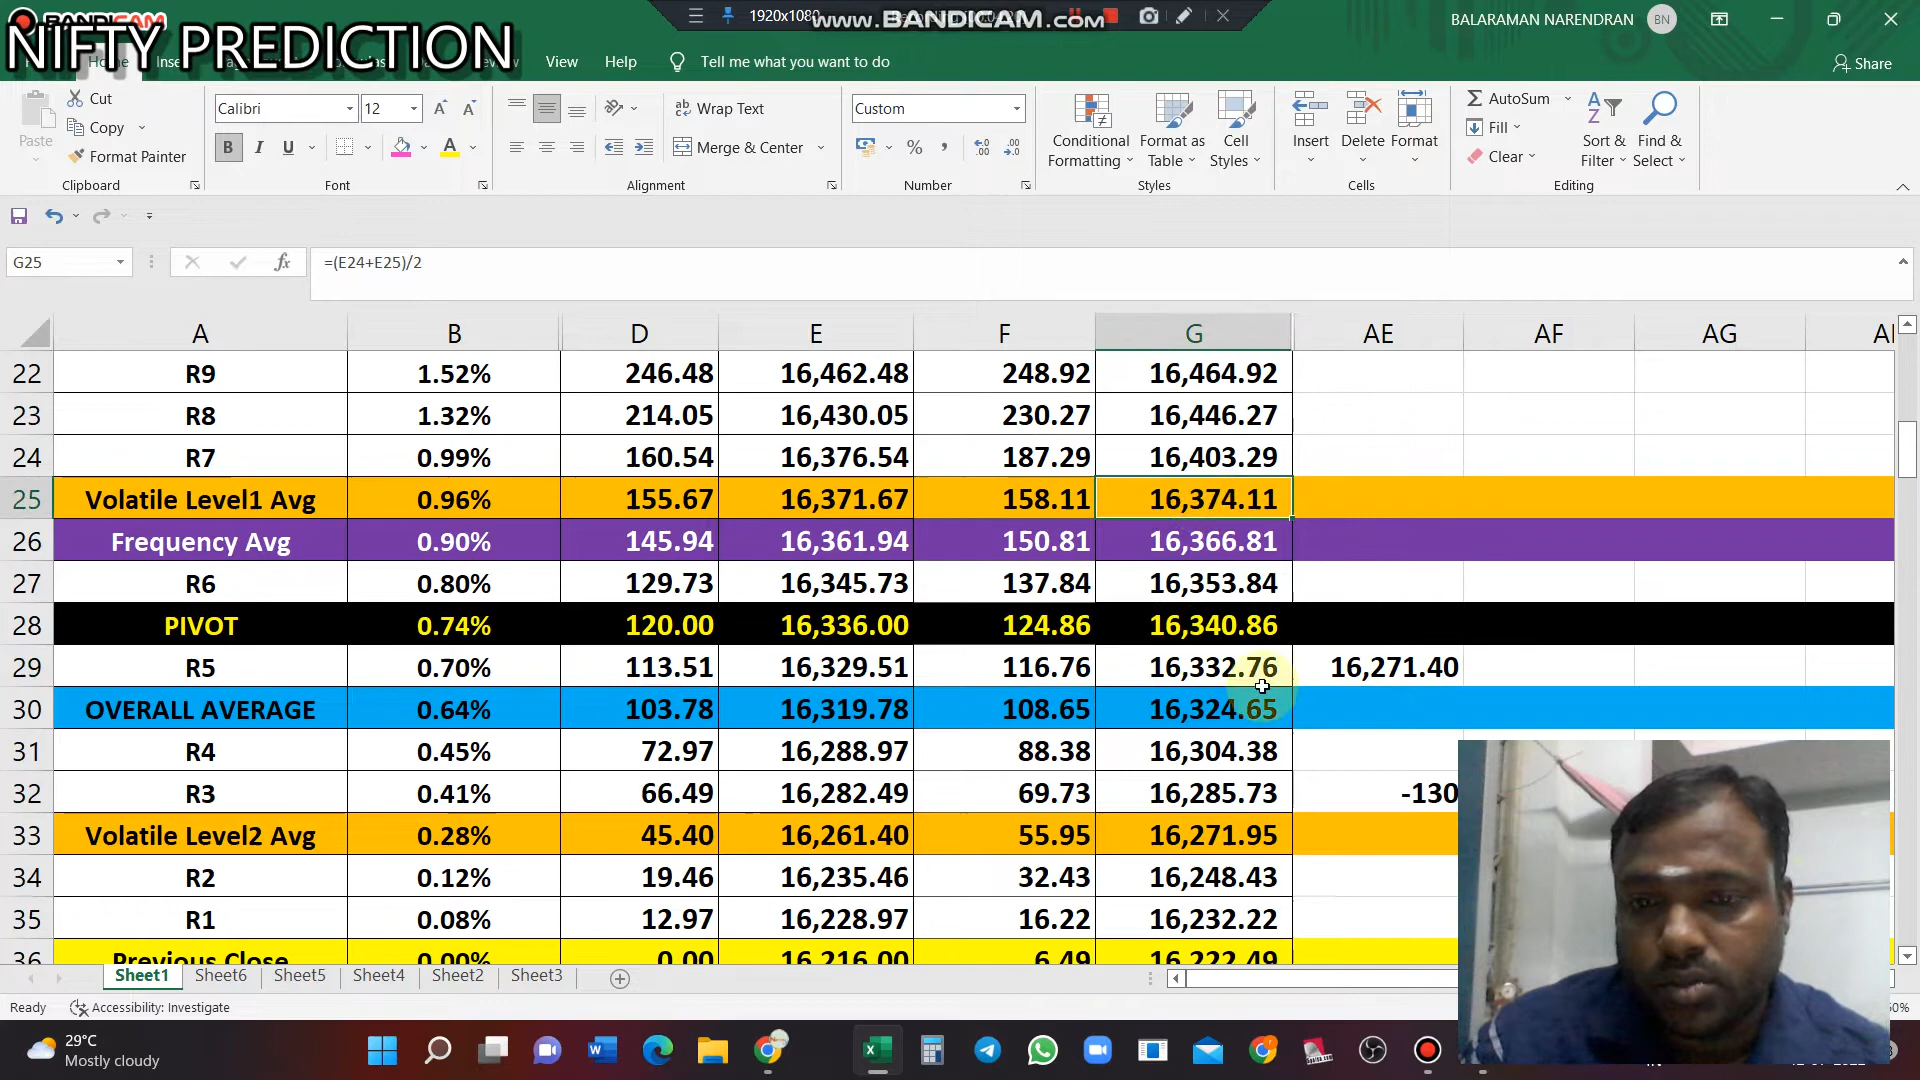 BANDICAM
NIFTY PREDICTION
1920x1080
www.BANDICAM.com
BALARAMAN NARENDRAN
BN
View
Help
Tell me what you want to do
Share
Paste
Cut
Copy
Format Painter
Clipboard
Calibri
12
B I U
Font
Wrap Text
Merge & Center
Alignment
Custom
Number
Conditional Formatting
Format as Table
Cell Styles
Styles
Insert
Delete
Format
Cells
AutoSum
Fill
Clear
Sort & Filter
Find & Select
Editing
G25
fx
=(E24+E25)/2
A B D E F G AE AF AG
22 R9 1.52% 246.48 16,462.48 248.92 16,464.92
23 R8 1.32% 214.05 16,430.05 230.27 16,446.27
24 R7 0.99% 160.54 16,376.54 187.29 16,403.29
25 Volatile Level1 Avg 0.96% 155.67 16,371.67 158.11 16,374.11
26 Frequency Avg 0.90% 145.94 16,361.94 150.81 16,366.81
27 R6 0.80% 129.73 16,345.73 137.84 16,353.84
28 PIVOT 0.74% 120.00 16,336.00 124.86 16,340.86
29 R5 0.70% 113.51 16,329.51 116.76 16,332.76 16,271.40
30 OVERALL AVERAGE 0.64% 103.78 16,319.78 108.65 16,324.65
31 R4 0.45% 72.97 16,288.97 88.38 16,304.38
32 R3 0.41% 66.49 16,282.49 69.73 16,285.73 -130
33 Volatile Level2 Avg 0.28% 45.40 16,261.40 55.95 16,271.95
34 R2 0.12% 19.46 16,235.46 32.43 16,248.43
35 R1 0.08% 12.97 16,228.97 16.22 16,232.22
36 Previous Close 0.00% 0.00 16,216.00 6.49 16,222.49
Sheet1 Sheet6 Sheet5 Sheet4 Sheet2 Sheet3
Ready
Accessibility: Investigate
29°C
Mostly cloudy